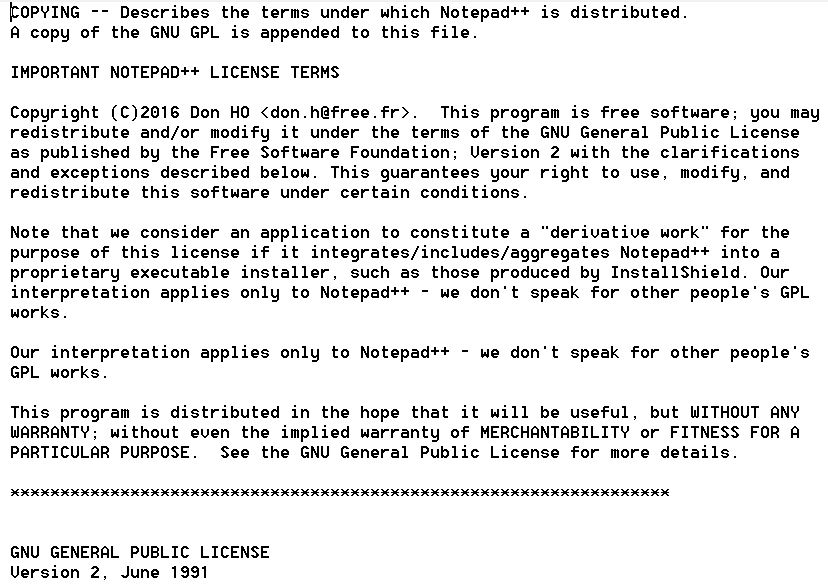 COPYING -- Describes the terms under which Notepad++ is distributed.
A copy of the GNU GPL is appended to this file.
IMPORTANT NOTEPAD++ LICENSE TERMS
Copyright (C)2016 Don HO <don.h@free.fr>.  This program is free software; you may
redistribute and/or modify it under the terms of the GNU General Public License
as published by the Free Software Foundation; Version 2 with the clarifications
and exceptions described below. This guarantees your right to use, modify, and
redistribute this software under certain conditions.
Note that we consider an application to constitute a "derivative work" for the
purpose of this license if it integrates/includes/aggregates Notepad++ into a
proprietary executable installer, such as those produced by InstallShield. Our
interpretation applies only to Notepad++ - we don't speak for other people's GPL
works.
Our interpretation applies only to Notepad++ - we don't speak for other people's
GPL works.
This program is distributed in the hope that it will be useful, but WITHOUT ANY
WARRANTY; without even the implied warranty of MERCHANTABILITY or FITNESS FOR A
PARTICULAR PURPOSE.  See the GNU General Public License for more details.
******************************************************************
GNU GENERAL PUBLIC LICENSE
Version 2, June 1991